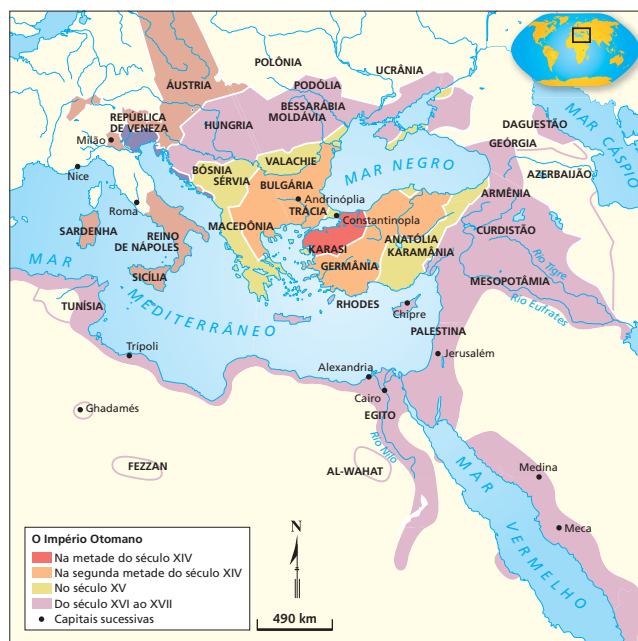 POLÔNIA
UCRÂNIA
ÁUSTRIA
PODÓLIA
BESSARÁBIA
MOLDÁVIA
REPÚBLICA
DE VENEZA
HUNGRIA
Milão
DAGUESTÃO
MAR CÁSPIO
GEÓRGIA
VALACHIE
MAR NEGRO
BÓSNIA
SÉRVIA
BULGÁRIA
AZERBAIJÃO
Nice
ARMÊNIA
Andrinóplia
Roma
TRÁCIA
Constantinopla
MACEDÔNIA
SARDENHA
REINO
DE NÁPOLES
KARASI
ANATÓLIA
KARAMÂNIA
CURDISTÃO
Rio Tigre
GERMÂNIA
SICÍLIA
MESOPOTÂMIA
MAR
MEDITERRÂNEO
RHODES
Chipre
Rio Eufrates
TUNÍSIA
PALESTINA
Trípoli
Jerusalém
Alexandria
Cairo
EGITO
Ghadamés
Rio Nilo
FEZZAN
AL-WAHAT
MAR
VERMELHO
Medina
Meca
O Império Otomano
Na metade do século XIV
Na segunda metade do século XIV
No século XV
Do século XVI ao XVII
Capitais sucessivas
N
490 km